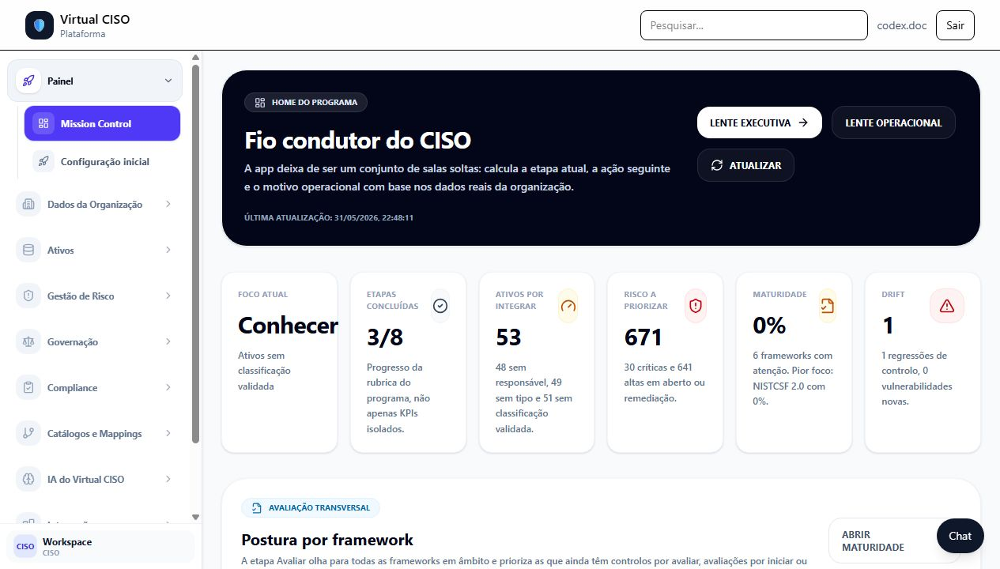 Virtual CISO
Plataforma
Pesquisar...
codex.doc
Sair
Painel
Mission Control
Configuração inicial
Dados da Organização
Ativos
Gestão de Risco
Governação
Compliance
Catálogos e Mappings
IA do Virtual CISO
CISO
Workspace
CISO
HOME DO PROGRAMA
Fio condutor do CISO
A app deixa de ser um conjunto de salas soltas: calcula a etapa atual, a ação seguinte
e o motivo operacional com base nos dados reais da organização.
ÚLTIMA ATUALIZAÇÃO: 31/05/2026, 22:48:11
LENTE EXECUTIVA
LENTE OPERACIONAL
ATUALIZAR
FOCO ATUAL
Conhecer
Ativos sem
classificação
validada
ETAPAS
CONCLUÍDAS
3/8
Progresso da
rubrica do
programa, não
apenas KPIs
isolados.
ATIVOS POR
INTEGRAR
53
48 sem
responsável, 49
sem tipo e 51 sem
classificação
validada.
RISCO A
PRIORIZAR
671
30 críticas e 641
altas em aberto ou
remediação.
MATURIDADE
0%
6 frameworks com
atenção. Pior foco:
NISTCSF 2.0 com
0%.
DRIFT
1
1 regressões de
controlo, 0
vulnerabilidades
novas.
AVALIAÇÃO TRANSVERSAL
Postura por framework
A etapa Avaliar olha para todas as frameworks em âmbito e prioriza as que ainda têm controlos por avaliar, avaliações por iniciar ou
ABRIR
MATURIDADE
Chat